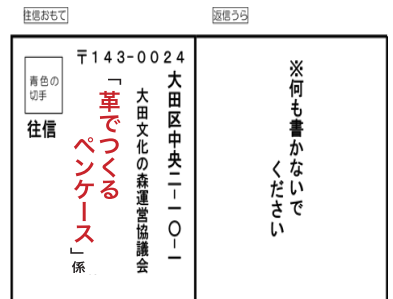 往信おもて
返信うら
〒143-0024
大田区中央二-一〇-一
大田文化の森運営協議会
「革でつくる
ペンケース」係
青色の
切手
往信
※何も書かないで
ください